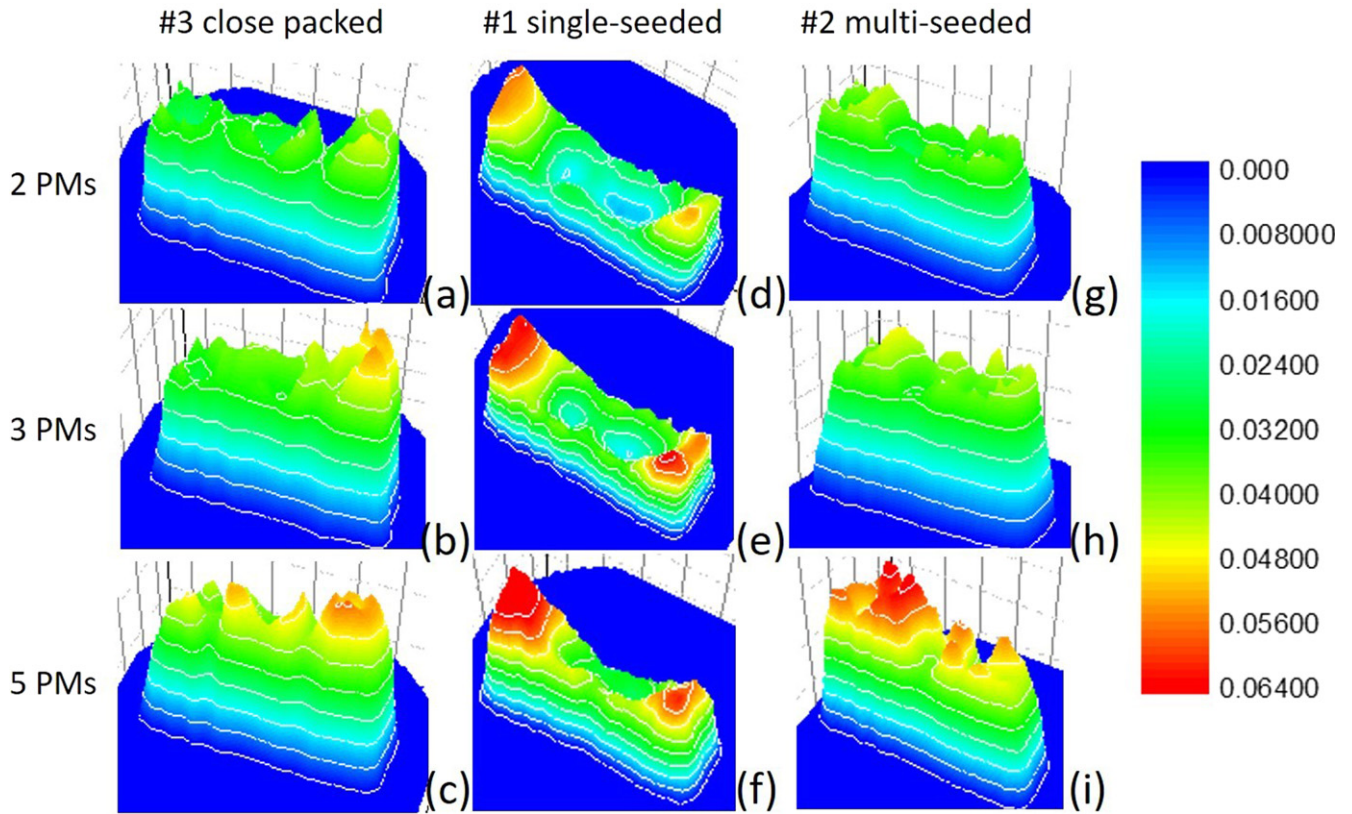 #3 close packed #1 single-seeded #2 multi-seeded
2 PMs
(a) (d) (g)
3 PMs
(b) (e) (h)
5 PMs
(c) (f) (i)
0.000
0.008000
0.01600
0.02400
0.03200
0.04000
0.04800
0.05600
0.06400